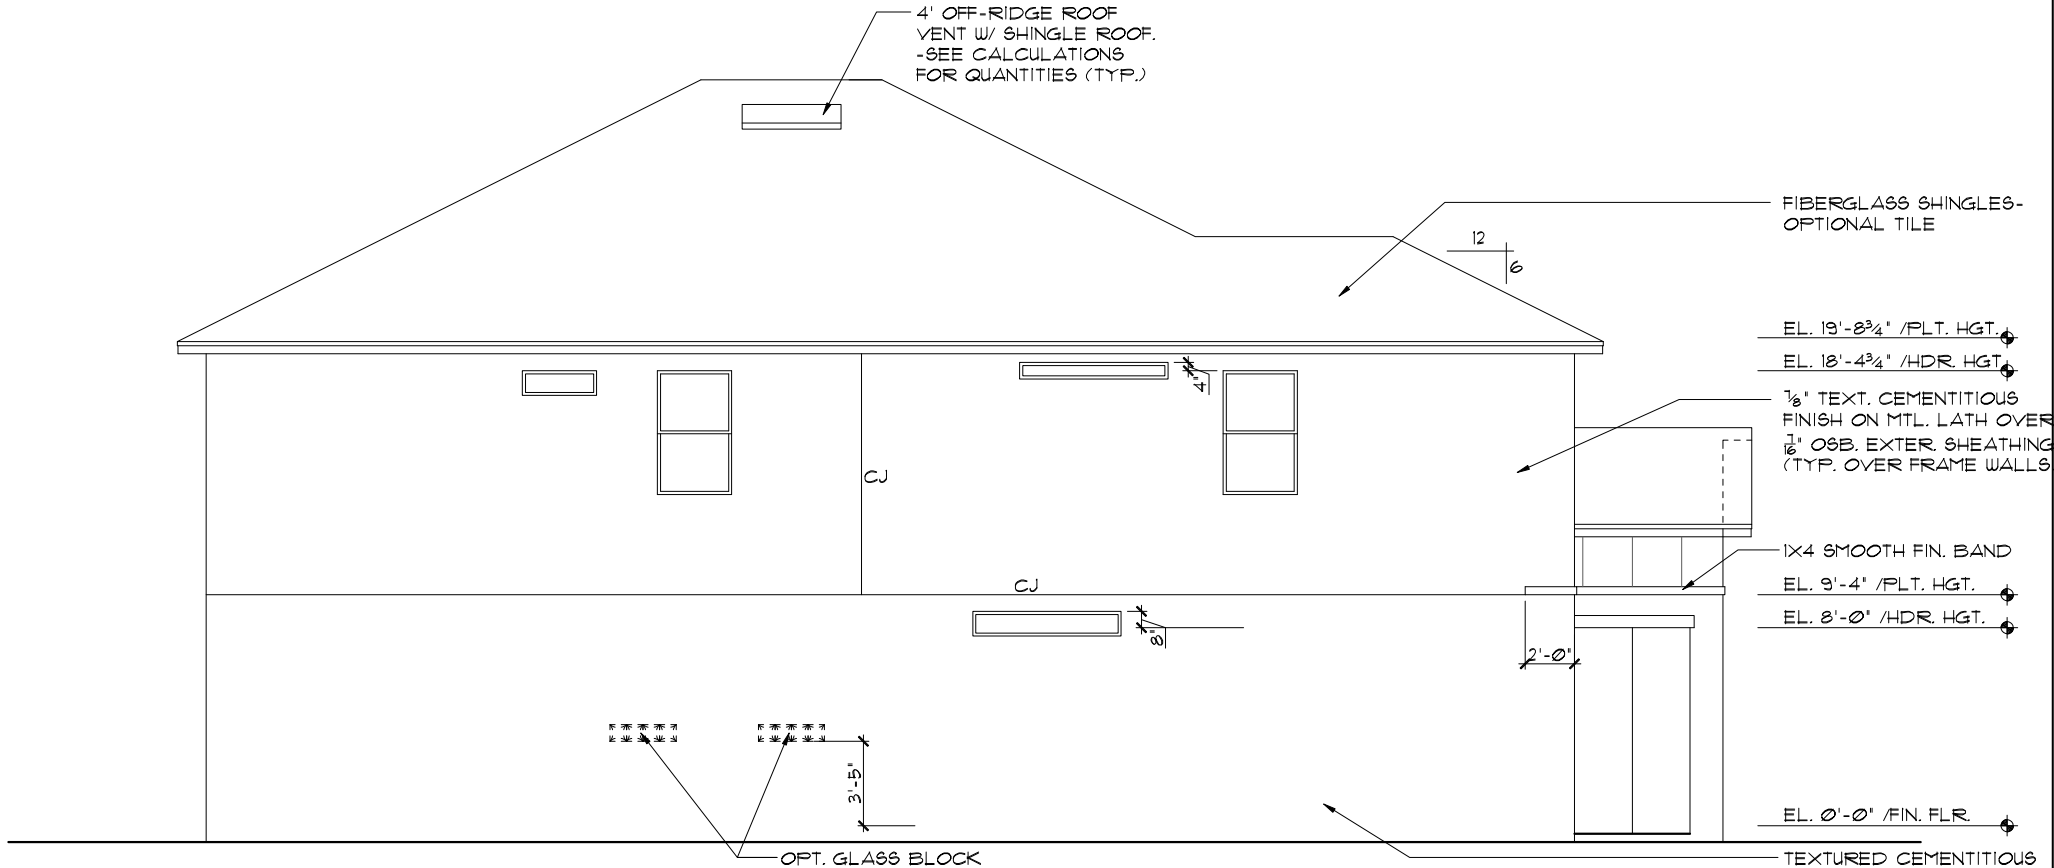 4' OFF-RIDGE ROOF
VENT W/ SHINGLE ROOF.
-SEE CALCULATIONS
FOR QUANTITIES (TYP.)
FIBERGLASS SHINGLES-
OPTIONAL TILE
12
6
EL. 19'-8¾" /PLT. HGT.
EL. 18'-4¾" /HDR. HGT
4"
⅞" TEXT. CEMENTITIOUS
FINISH ON MTL. LATH OVER
7/16" OSB. EXTER. SHEATHING
(TYP. OVER FRAME WALLS
CJ
1X4 SMOOTH FIN. BAND
CJ
EL. 9'-4" /PLT. HGT.
EL. 8'-0" /HDR. HGT.
8"
2'-0"
3'-5"
EL. 0'-0" /FIN. FLR.
OPT. GLASS BLOCK
TEXTURED CEMENTITIOUS